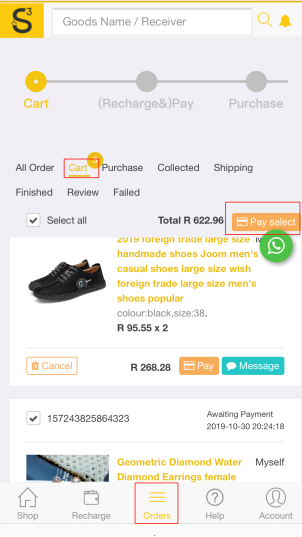 S3
Goods Name / Receiver
Cart
(Recharge&)Pay
Purchase
All Order
Cart
3
Purchase
Collected
Shipping
Finished
Review
Failed
Select all
Total R 622.96
Pay select
2019 foreign trade large size
handmade shoes Joom men's
casual shoes large size wish
foreign trade large size men's
shoes popular
colour:black,size:38,
R 95.55 x 2
Cancel
R 268.28
Pay
Message
157243825864323
Awaiting Payment
2019-10-30 20:24:18
Geometric Diamond Water
Myself
Diamond Earrings female
Shop
Recharge
Orders
Help
Account